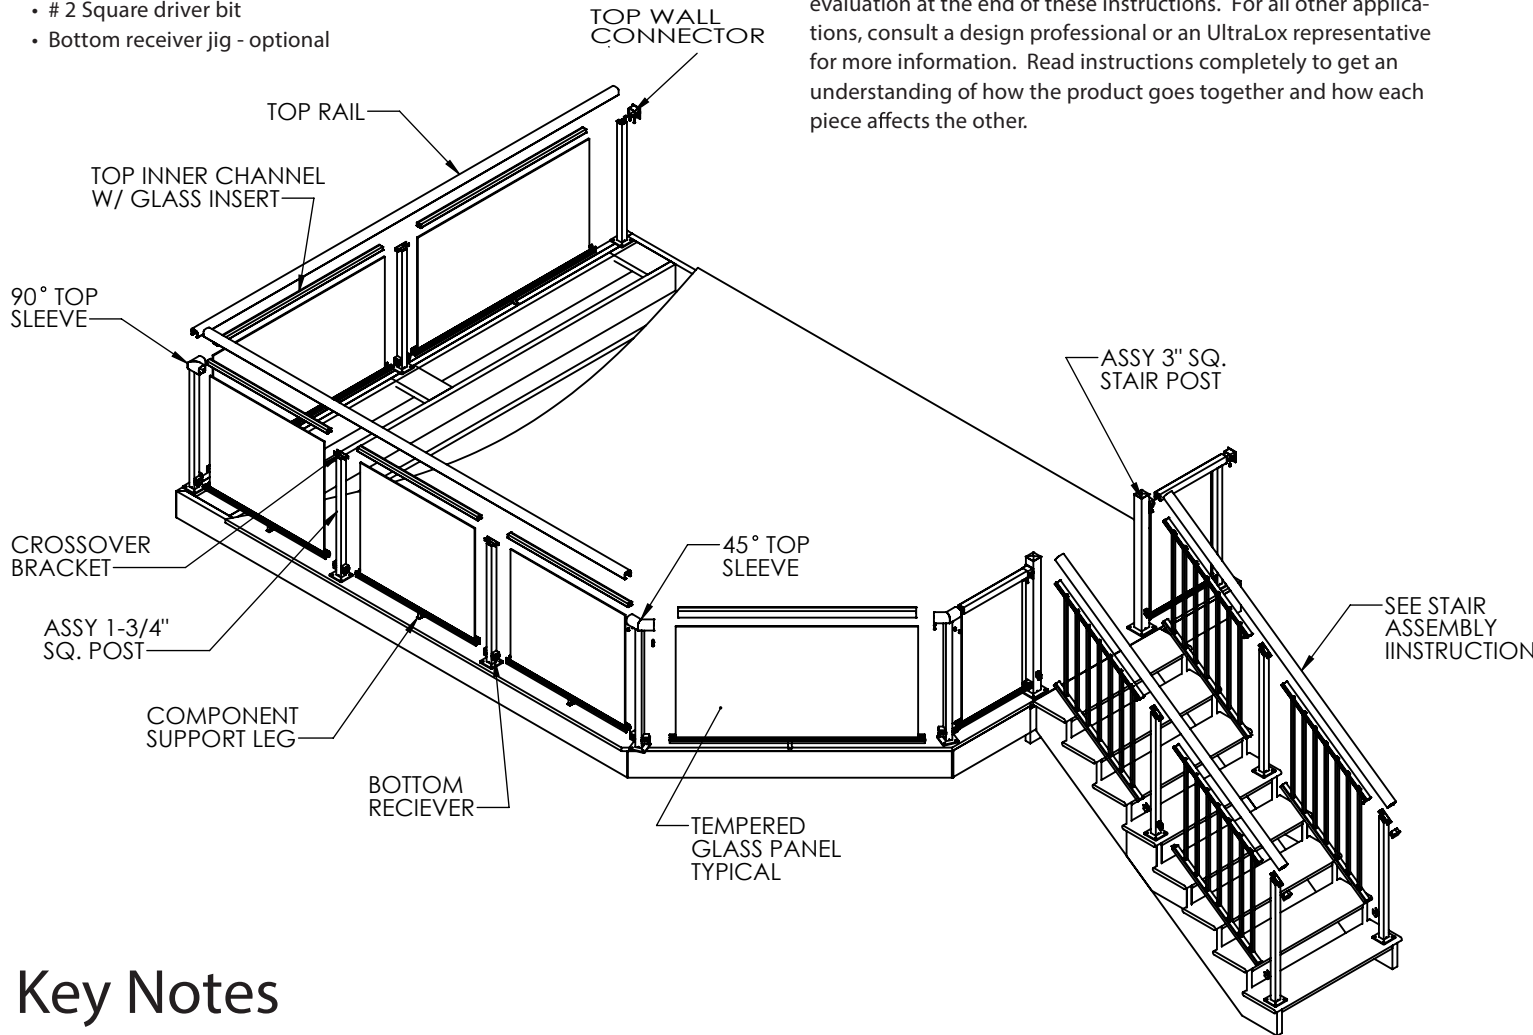 • # 2 Square driver bit
• Bottom receiver jig - optional
evaluation at the end of these instructions. For all other applica-
tions, consult a design professional or an UltraLox representative
for more information. Read instructions completely to get an
understanding of how the product goes together and how each
piece affects the other.
TOP WALL
CONNECTOR
TOP RAIL
TOP INNER CHANNEL
W/ GLASS INSERT
90° TOP
SLEEVE
ASSY 3" SQ.
STAIR POST
CROSSOVER
BRACKET
45° TOP
SLEEVE
ASSY 1-3/4"
SQ. POST
SEE STAIR
ASSEMBLY
IINSTRUCTION
COMPONENT
SUPPORT LEG
BOTTOM
RECIEVER
TEMPERED
GLASS PANEL
TYPICAL
Key Notes